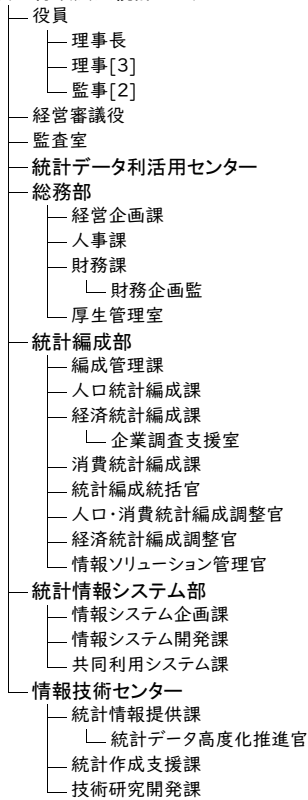 役員
理事長
理事[3]
監事[2]
経営審議役
監査室
統計データ利活用センター
総務部
経営企画課
人事課
財務課
財務企画監
厚生管理室
統計編成部
編成管理課
人口統計編成課
経済統計編成課
企業調査支援室
消費統計編成課
統計編成統括官
人口・消費統計編成調整官
経済統計編成調整官
情報ソリューション管理官
統計情報システム部
情報システム企画課
情報システム開発課
共同利用システム課
情報技術センター
統計情報提供課
統計データ高度化推進官
統計作成支援課
技術研究開発課